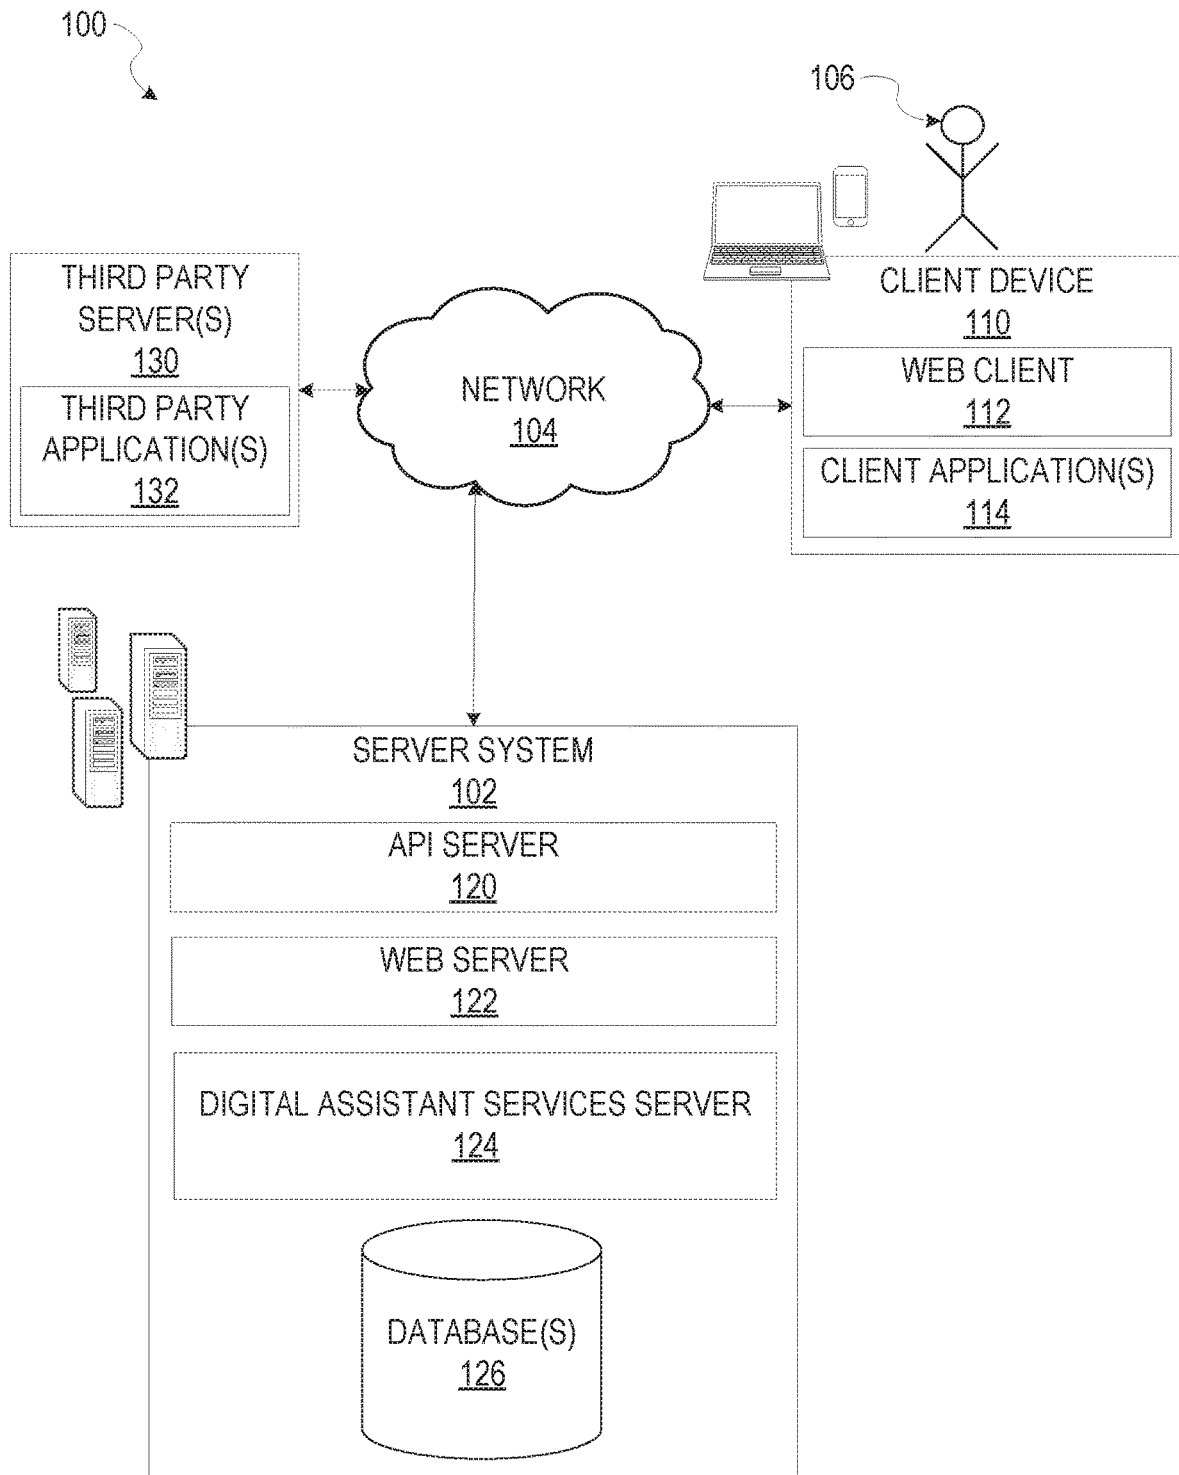 100
106
THIRD PARTY
SERVER(S)
130
THIRD PARTY
APPLICATION(S)
132
NETWORK
104
CLIENT DEVICE
110
WEB CLIENT
112
CLIENT APPLICATION(S)
114
SERVER SYSTEM
102
API SERVER
120
WEB SERVER
122
DIGITAL ASSISTANT SERVICES SERVER
124
DATABASE(S)
126